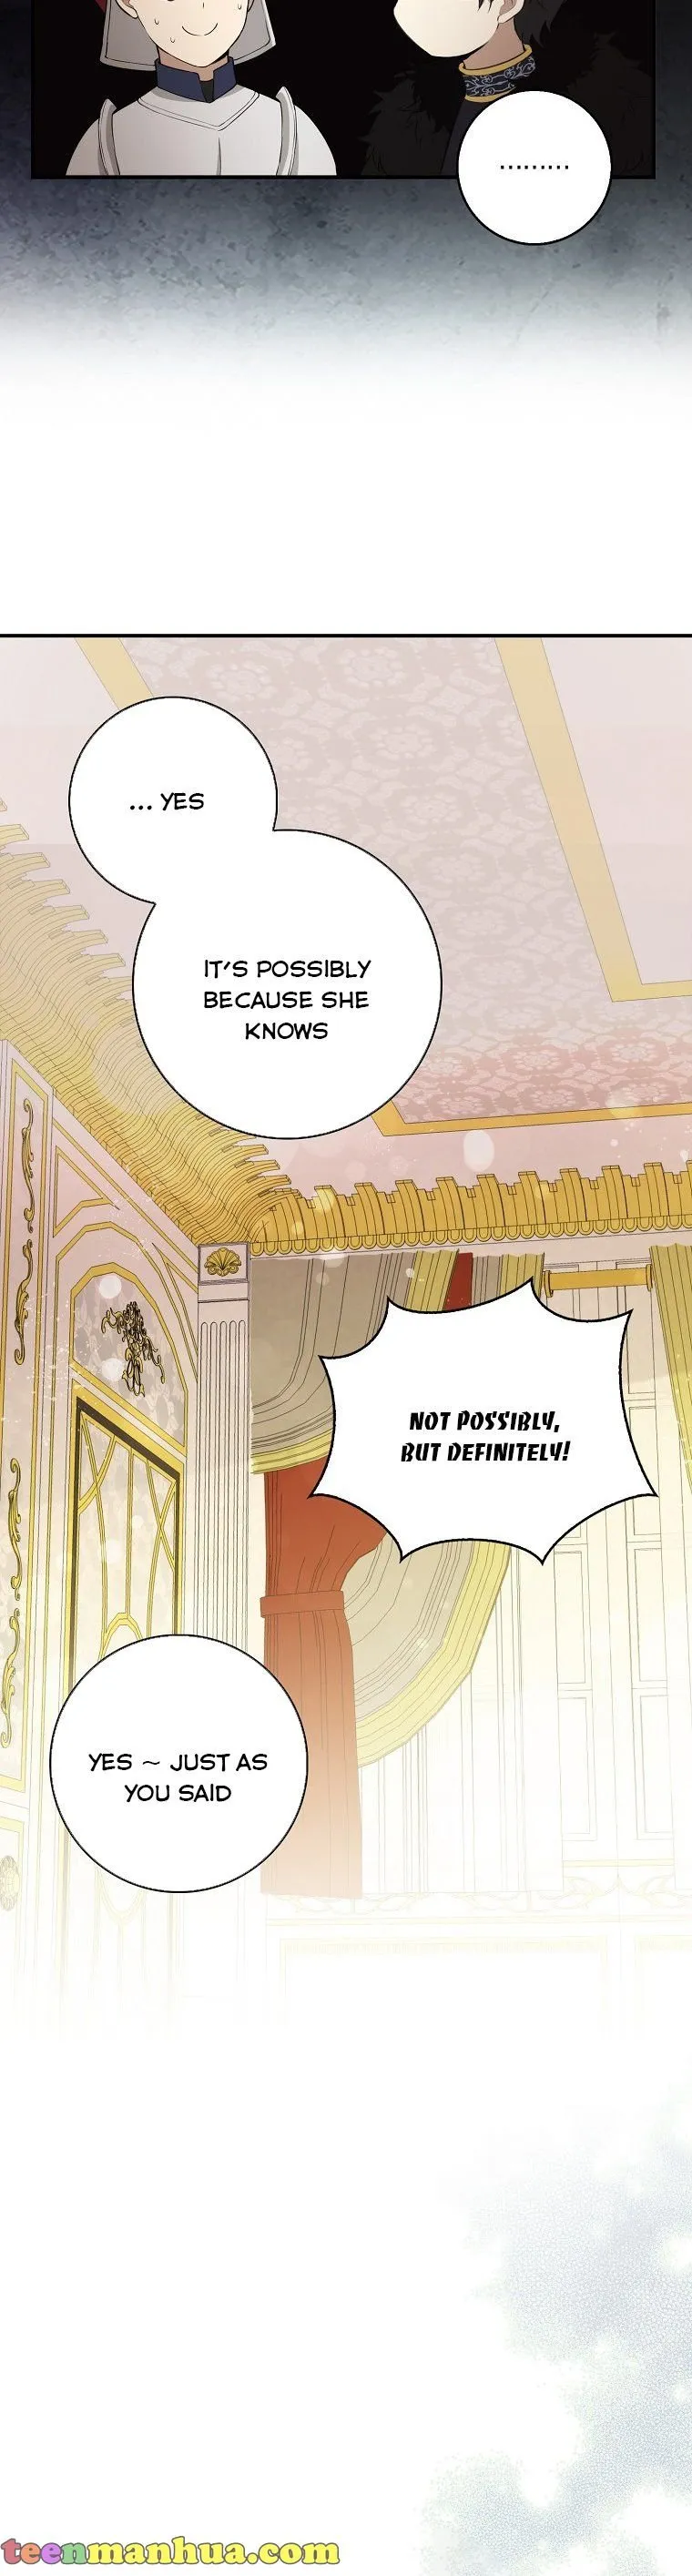 .........
... YES
IT'S POSSIBLY
BECAUSE SHE
KNOWS
NOT POSSIBLY,
BUT DEFINITELY!
YES ~ JUST AS
YOU SAID
teenmanhua.com